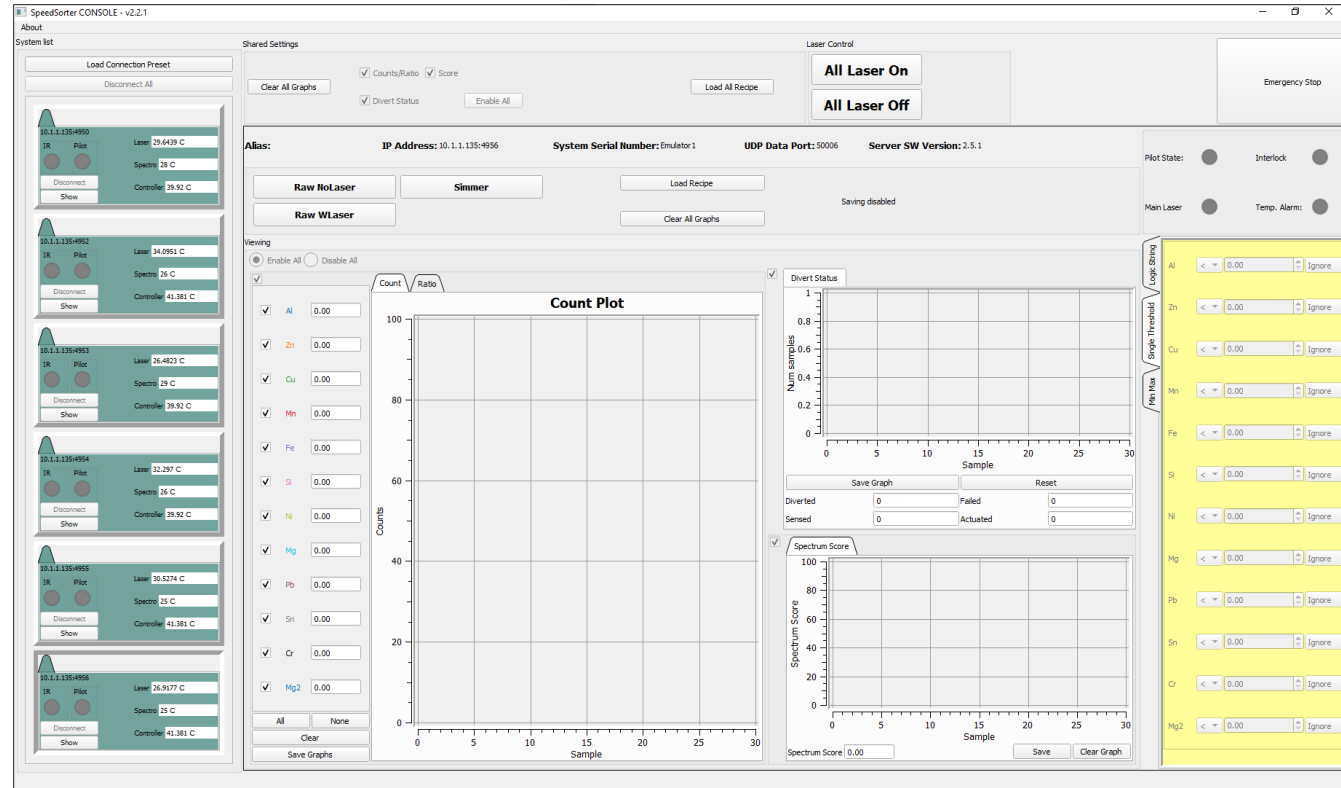 SpeedSorter CONSOLE - v2.2.1
About
System list
Load Connection Preset
Disconnect All
10.1.1.135:4950
IR Pilot
Laser 29.6439 C
Spectro 28 C
Controller 39.92 C
Disconnect
Show
10.1.1.135:4952
IR Pilot
Laser 34.0951 C
Spectro 26 C
Controller 41.381 C
Disconnect
Show
10.1.1.135:4953
IR Pilot
Laser 26.4823 C
Spectro 29 C
Controller 39.92 C
Disconnect
Show
10.1.1.135:4954
IR Pilot
Laser 32.297 C
Spectro 26 C
Controller 39.92 C
Disconnect
Show
10.1.1.135:4955
IR Pilot
Laser 30.5274 C
Spectro 25 C
Controller 41.381 C
Disconnect
Show
10.1.1.135:4956
IR Pilot
Laser 26.9177 C
Spectro 25 C
Controller 41.381 C
Disconnect
Show
Shared Settings
Clear All Graphs
Counts/Ratio Score
Divert Status Enable All
Load All Recipe
Laser Control
All Laser On
All Laser Off
Emergency Stop
Alias: IP Address: 10.1.1.135:4956 System Serial Number: Emulator1 UDP Data Port: 50006 Server SW Version: 2.5.1
Raw NoLaser Simmer
Raw WLaser
Load Recipe
Clear All Graphs
Saving disabled
Pilot State: Interlock
Main Laser Temp. Alarm:
Viewing
Enable All Disable All
Al 0.00
Zn 0.00
Cu 0.00
Mn 0.00
Fe 0.00
Si 0.00
Ni 0.00
Mg 0.00
Pb 0.00
Sn 0.00
Cr 0.00
Mg2 0.00
All None
Clear
Save Graphs
Count Ratio
Count Plot
100
80
60
40
20
0
Counts
0 5 10 15 20 25 30
Sample
Divert Status
1
0.8
0.6
0.4
0.2
0
Num samples
0 5 10 15 20 25 30
Sample
Save Graph Reset
Diverted 0 Failed 0
Sensed 0 Actuated 0
Spectrum Score
100
80
60
40
20
0
Spectrum Score
0 5 10 15 20 25 30
Sample
Spectrum Score 0.00 Save Clear Graph
Logic String
Single Threshold
Min Max
Al < 0.00 Ignore
Zn < 0.00 Ignore
Cu < 0.00 Ignore
Mn < 0.00 Ignore
Fe < 0.00 Ignore
Si < 0.00 Ignore
Ni < 0.00 Ignore
Mg < 0.00 Ignore
Pb < 0.00 Ignore
Sn < 0.00 Ignore
Cr < 0.00 Ignore
Mg2 < 0.00 Ignore